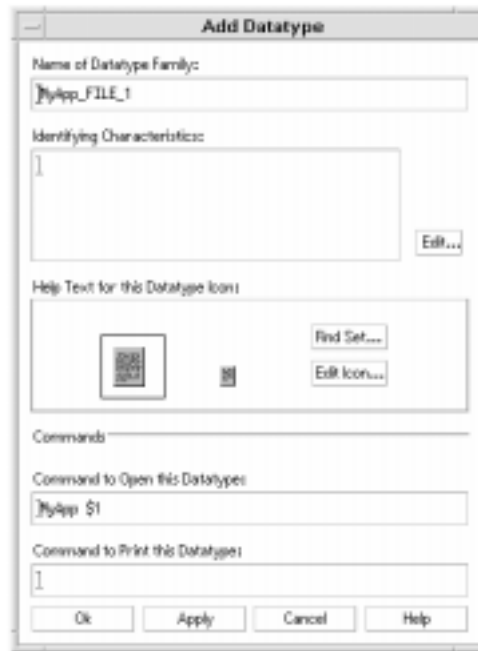 Add Datatype
Name of Datatype Family:
MyApp_FILE_1
Identifying Characteristics:
Edit...
Help Text for this Datatype Icon:
Find Set...
Edit Icon...
Commands
Command to Open this Datatype:
MyApp $1
Command to Print this Datatype:
Ok Apply Cancel Help